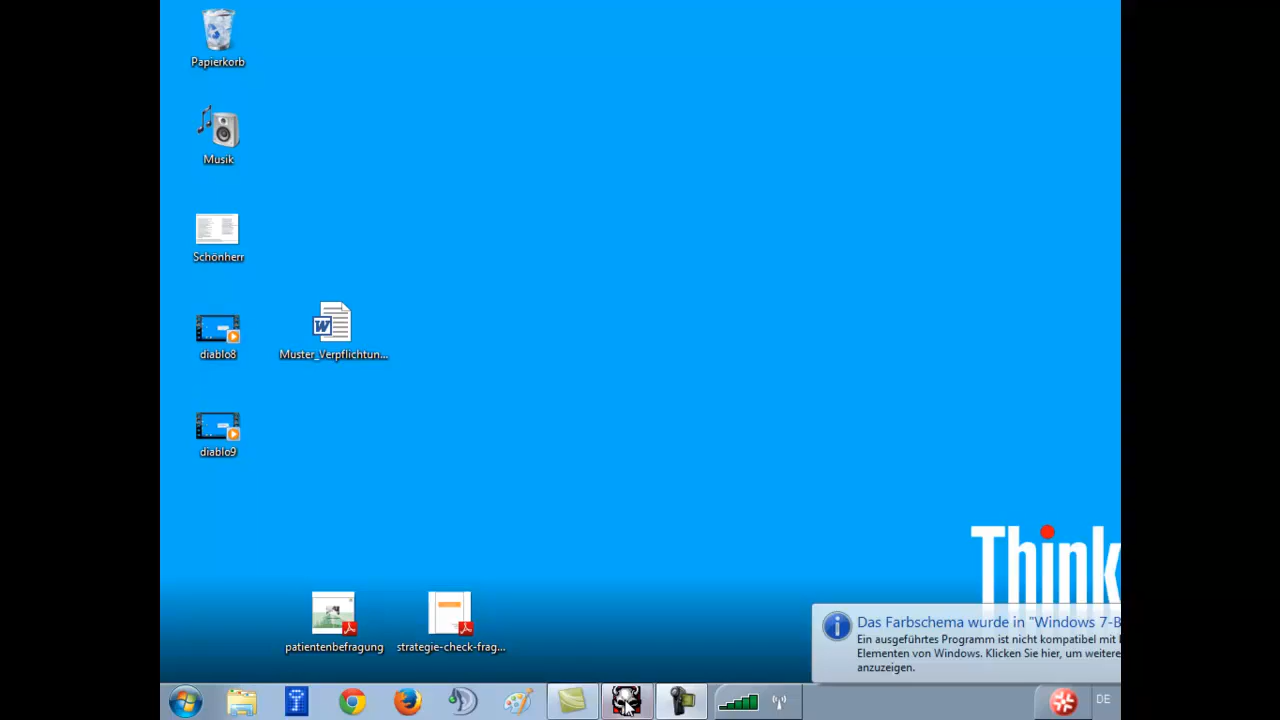 Papierkorb
Musik
Schönherr
diablo8
Muster_Verpflichtun...
diablo9
Think
patientenbefragung
strategie-check-frag...
Das Farbschema wurde in "Windows 7-B
Ein ausgeführtes Programm ist nicht kompatibel mit
Elementen von Windows. Klicken Sie hier, um weitere
anzuzeigen.
DE